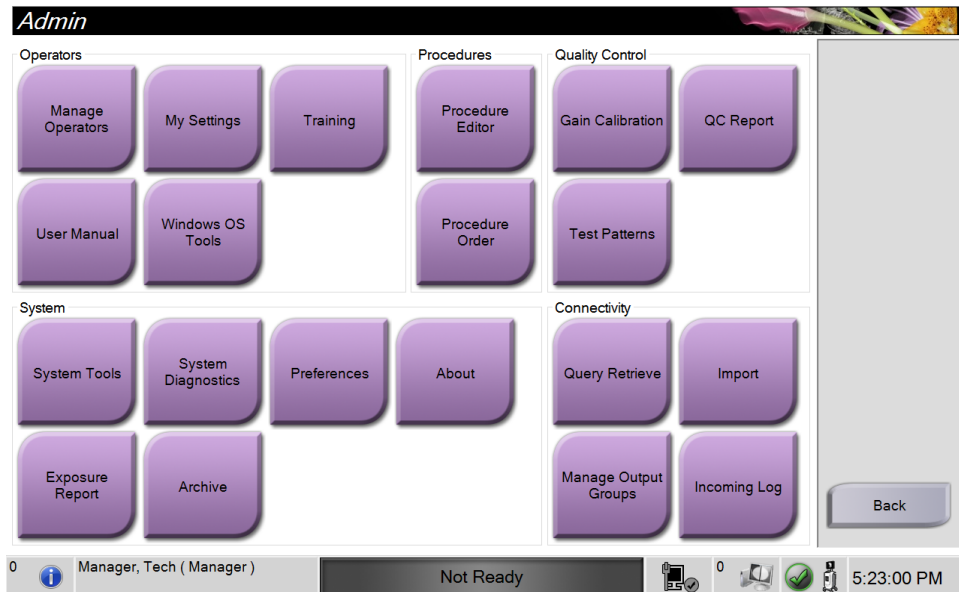 Admin
Operators
Manage
Operators
My Settings
Training
User Manual
Windows OS
Tools
Procedures
Procedure
Editor
Procedure
Order
Quality Control
Gain Calibration
QC Report
Test Patterns
System
System Tools
System
Diagnostics
Preferences
About
Exposure
Report
Archive
Connectivity
Query Retrieve
Import
Manage Output
Groups
Incoming Log
Back
0
Manager, Tech ( Manager )
Not Ready
0
5:23:00 PM